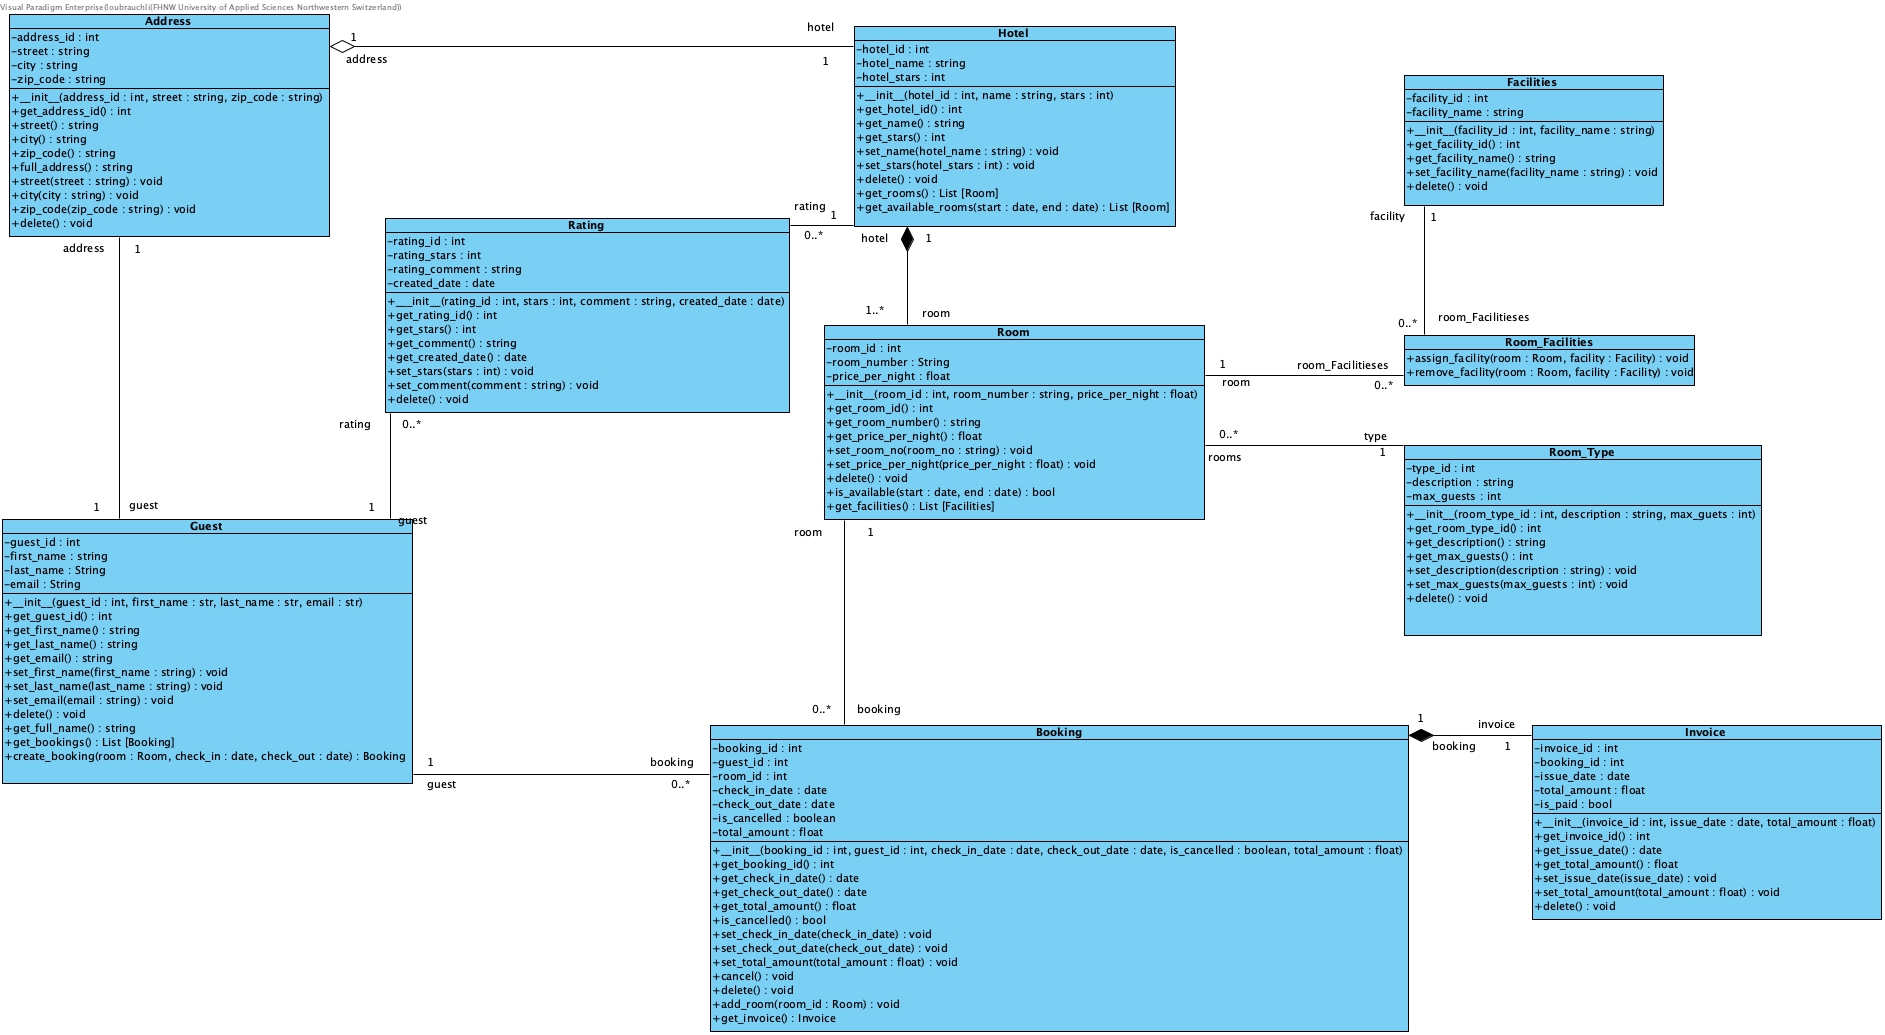 Visual Paradigm Enterprise(loubrauchli(FHNW University of Applied Sciences Northwestern Switzerland))
Address
-address_id : int
-street : string
-city : string
-zip_code : string
+__init__(address_id : int, street : string, zip_code : string)
+get_address_id() : int
+street() : string
+city() : string
+zip_code() : string
+full_address() : string
+street(street : string) : void
+city(city : string) : void
+zip_code(zip_code : string) : void
+delete() : void
1
address
hotel
1
Hotel
-hotel_id : int
-hotel_name : string
-hotel_stars : int
+__init__(hotel_id : int, name : string, stars : int)
+get_hotel_id() : int
+get_name() : string
+get_stars() : int
+set_name(hotel_name : string) : void
+set_stars(hotel_stars : int) : void
+delete() : void
+get_rooms() : List [Room]
+get_available_rooms(start : date, end : date) : List [Room]
Facilities
-facility_id : int
-facility_name : string
+__init__(facility_id : int, facility_name : string)
+get_facility_id() : int
+get_facility_name() : string
+set_facility_name(facility_name : string) : void
+delete() : void
facility
1
0..*
room_Facilitieses
Room_Facilities
+assign_facility(room : Room, facility : Facility) : void
+remove_facility(room : Room, facility : Facility) : void
rating
1
0..*
Rating
-rating_id : int
-rating_stars : int
-rating_comment : string
-created_date : date
+___init__(rating_id : int, stars : int, comment : string, created_date : date)
+get_rating_id() : int
+get_stars() : int
+get_comment() : string
+get_created_date() : date
+set_stars(stars : int) : void
+set_comment(comment : string) : void
+delete() : void
rating
0..*
1
guest
hotel
1
1..*
room
Room
-room_id : int
-room_number : String
-price_per_night : float
+__init__(room_id : int, room_number : string, price_per_night : float)
+get_room_id() : int
+get_room_number() : string
+get_price_per_night() : float
+set_room_no(room_no : string) : void
+set_price_per_night(price_per_night : float) : void
+delete() : void
+is_available(start : date, end : date) : bool
+get_facilities() : List [Facilities]
1
room
room_Facilitieses
0..*
0..*
rooms
type
1
Room_Type
-type_id : int
-description : string
-max_guests : int
+__init__(room_type_id : int, description : string, max_guets : int)
+get_room_type_id() : int
+get_description() : string
+get_max_guests() : int
+set_description(description : string) : void
+set_max_guests(max_guests : int) : void
+delete() : void
address
1
1
guest
Guest
-guest_id : int
-first_name : string
-last_name : String
-email : String
+__init__(guest_id : int, first_name : str, last_name : str, email : str)
+get_guest_id() : int
+get_first_name() : string
+get_last_name() : string
+get_email() : string
+set_first_name(first_name : string) : void
+set_last_name(last_name : string) : void
+set_email(email : string) : void
+delete() : void
+get_full_name() : string
+get_bookings() : List [Booking]
+create_booking(room : Room, check_in : date, check_out : date) : Booking
1
guest
booking
0..*
room
1
0..*
booking
Booking
-booking_id : int
-guest_id : int
-room_id : int
-check_in_date : date
-check_out_date : date
-is_cancelled : boolean
-total_amount : float
+__init__(booking_id : int, guest_id : int, check_in_date : date, check_out_date : date, is_cancelled : boolean, total_amount : float)
+get_booking_id() : int
+get_check_in_date() : date
+get_check_out_date() : date
+get_total_amount() : float
+is_cancelled() : bool
+set_check_in_date(check_in_date) : void
+set_check_out_date(check_out_date) : void
+set_total_amount(total_amount : float) : void
+cancel() : void
+delete() : void
+add_room(room_id : Room) : void
+get_invoice() : Invoice
1
booking
invoice
1
Invoice
-invoice_id : int
-booking_id : int
-issue_date : date
-total_amount : float
-is_paid : bool
+__init__(invoice_id : int, issue_date : date, total_amount : float)
+get_invoice_id() : int
+get_issue_date() : date
+get_total_amount() : float
+set_issue_date(issue_date) : void
+set_total_amount(total_amount : float) : void
+delete() : void